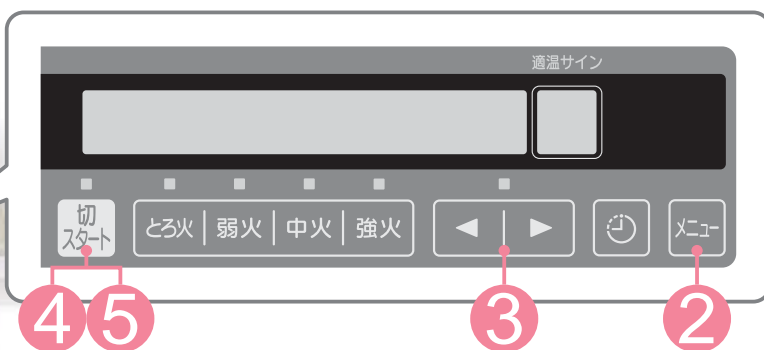 適温サイン
切
スタート
とろ火 弱火 中火 強火
メニュー
4 5 3 2